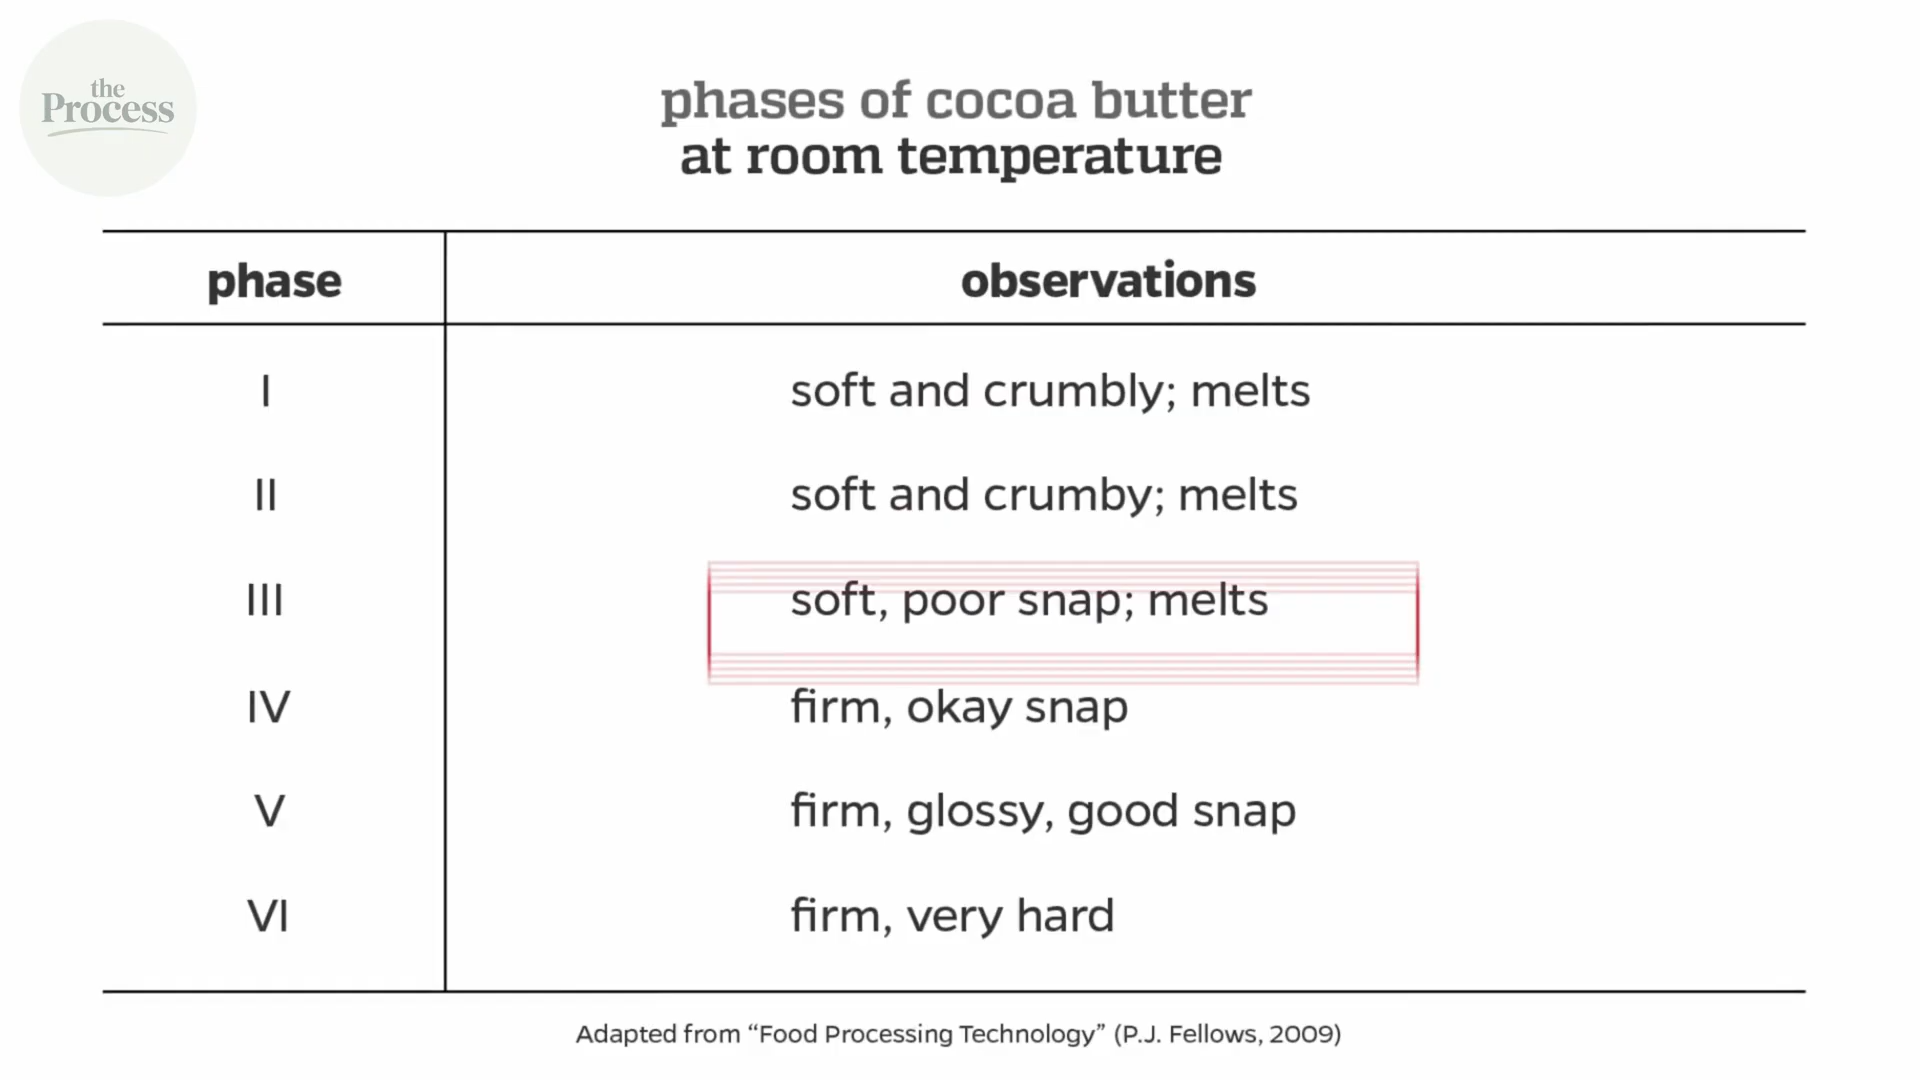 the
Process
phases of cocoa butter
at room temperature
phase observations
I soft and crumbly; melts
II soft and crumby; melts
III soft, poor snap; melts
IV firm, okay snap
V firm, glossy, good snap
VI firm, very hard
Adapted from “Food Processing Technology” (P.J. Fellows, 2009)